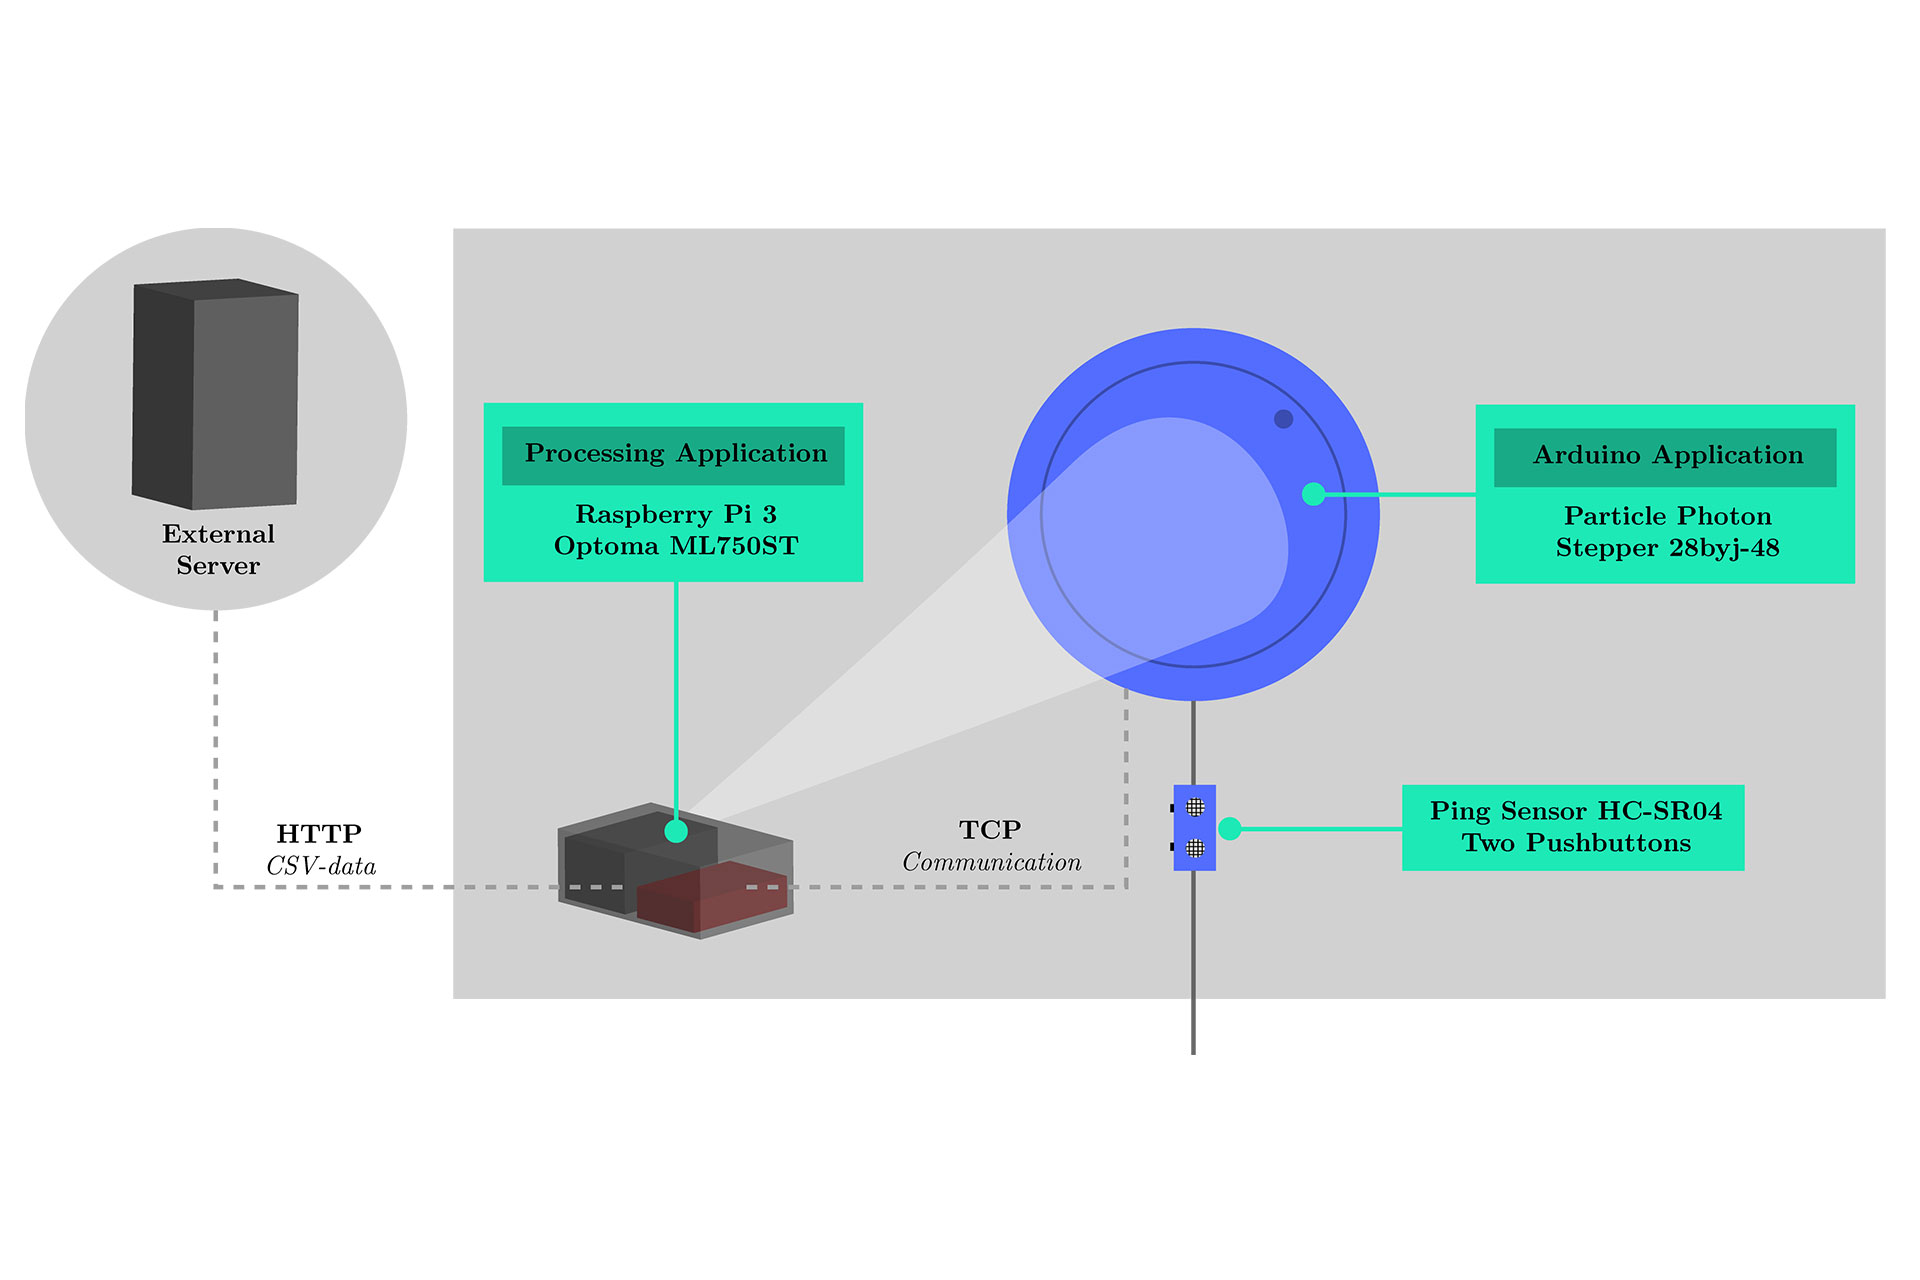 External
Server
HTTP
CSV-data
Processing Application
Raspberry Pi 3
Optoma ML750ST
TCP
Communication
Arduino Application
Particle Photon
Stepper 28byj-48
Ping Sensor HC-SR04
Two Pushbuttons